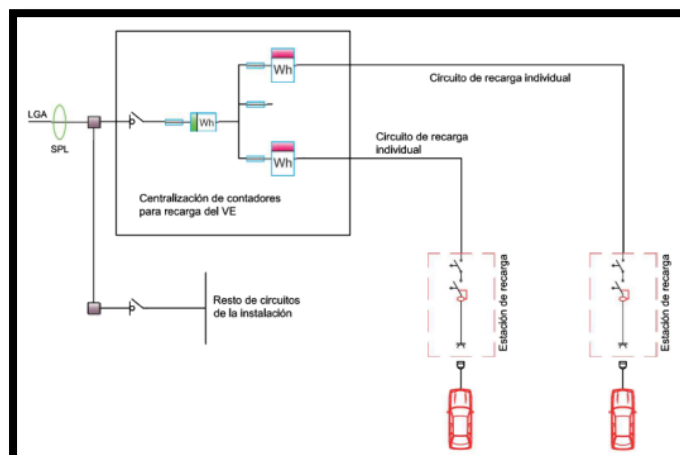 LGA
SPL
Wh
Wh
Wh
Centralización de contadores
para recarga del VE
Circuito de recarga individual
Circuito de recarga
individual
Resto de circuitos
de la instalación
Estación de recarga
Estación de recarga